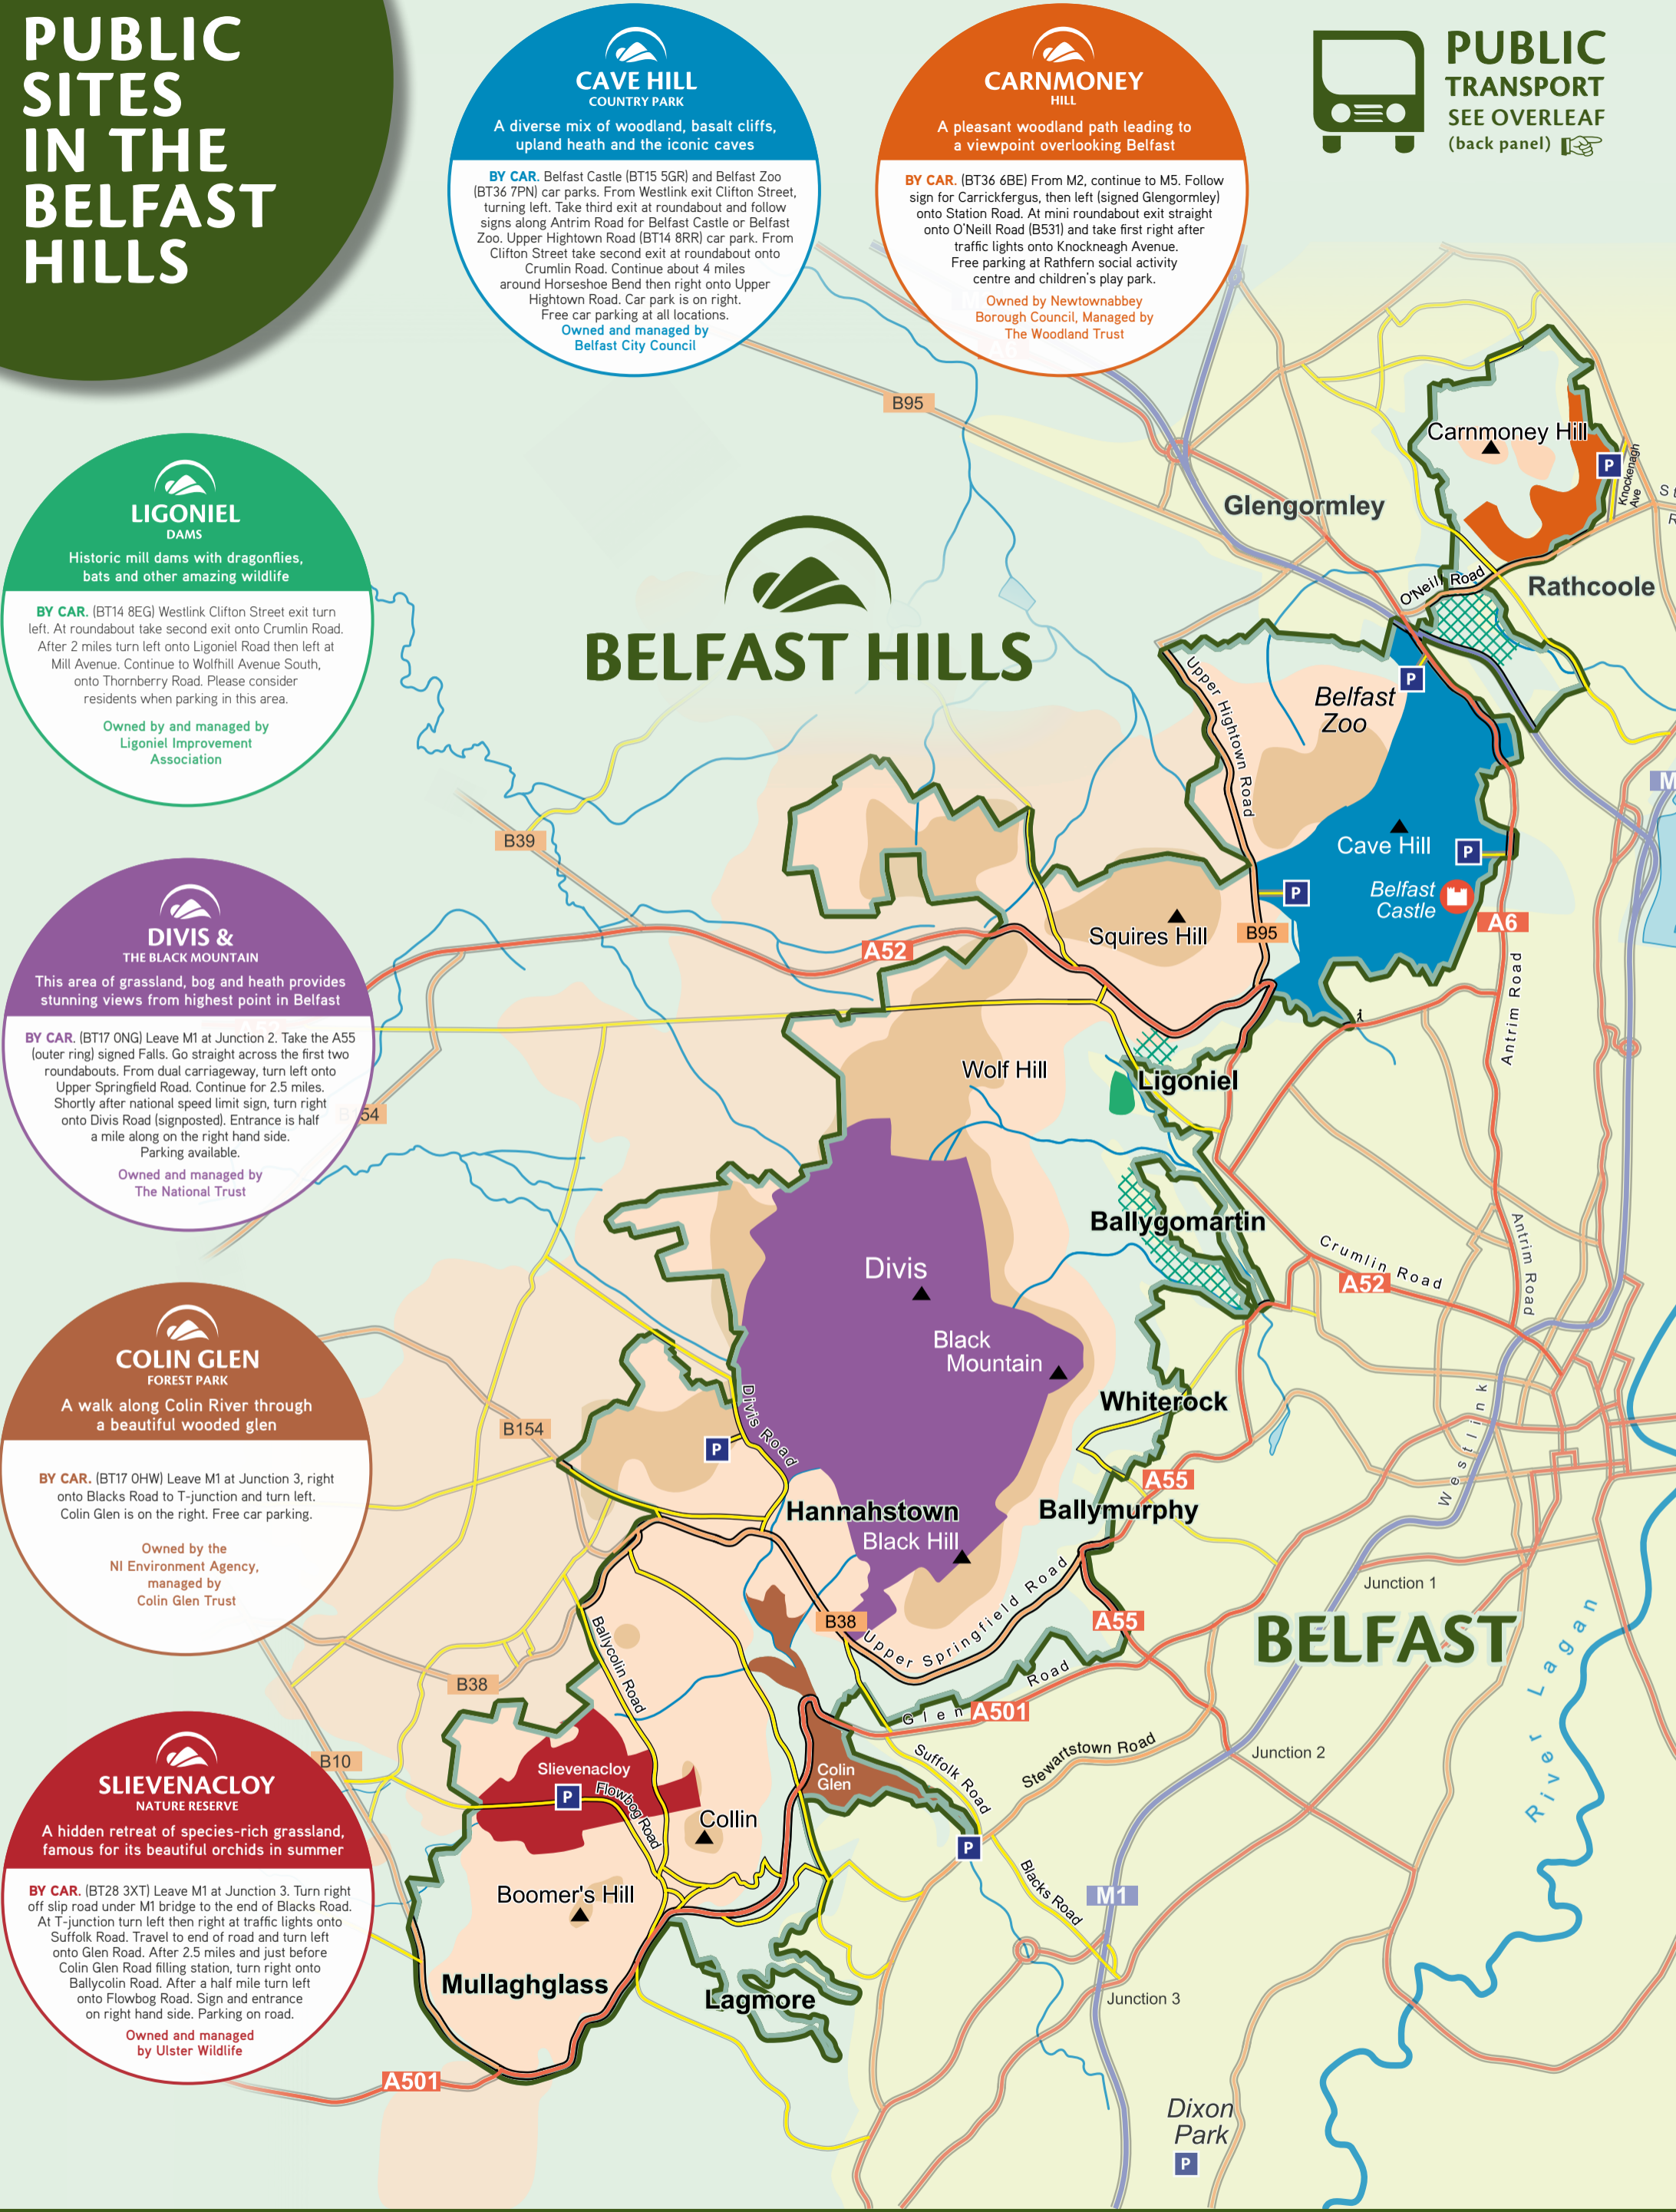 PUBLIC
SITES
IN THE
BELFAST
HILLS
CAVE HILL
COUNTRY PARK
A diverse mix of woodland, basalt cliffs,
upland heath and the iconic caves
BY CAR. Belfast Castle (BT15 5GR) and Belfast Zoo
(BT36 7PN) car parks. From Westlink exit Clifton Street,
turning left. Take third exit at roundabout and follow
signs along Antrim Road for Belfast Castle or Belfast
Zoo. Upper Hightown Road (BT14 8RR) car park. From
Clifton Street take second exit at roundabout onto
Crumlin Road. Continue about 4 miles
around Horseshoe Bend then right onto Upper
Hightown Road. Car park is on right.
Free car parking at all locations.
Owned and managed by
Belfast City Council
CARNMONEY
HILL
A pleasant woodland path leading to
a viewpoint overlooking Belfast
BY CAR. (BT36 6BE) From M2, continue to M5. Follow
sign for Carrickfergus, then left (signed Glengormley)
onto Station Road. At mini roundabout exit straight
onto O'Neill Road (B531) and take first right after
traffic lights onto Knockneagh Avenue.
Free parking at Rathfern social activity
centre and children's play park.
Owned by Newtownabbey
Borough Council, Managed by
The Woodland Trust
PUBLIC
TRANSPORT
SEE OVERLEAF
(back panel)
LIGONIEL
DAMS
Historic mill dams with dragonflies,
bats and other amazing wildlife
BY CAR. (BT14 8EG) Westlink Clifton Street exit turn
left. At roundabout take second exit onto Crumlin Road.
After 2 miles turn left onto Ligoniel Road then left at
Mill Avenue. Continue to Wolfhill Avenue South,
onto Thornberry Road. Please consider
residents when parking in this area.
Owned by and managed by
Ligoniel Improvement
Association
DIVIS &
THE BLACK MOUNTAIN
This area of grassland, bog and heath provides
stunning views from highest point in Belfast
BY CAR. (BT17 0NG) Leave M1 at Junction 2. Take the A55
(outer ring) signed Falls. Go straight across the first two
roundabouts. From dual carriageway, turn left onto
Upper Springfield Road. Continue for 2.5 miles.
Shortly after national speed limit sign, turn right
onto Divis Road (signposted). Entrance is half
a mile along on the right hand side.
Parking available.
Owned and managed by
The National Trust
COLIN GLEN
FOREST PARK
A walk along Colin River through
a beautiful wooded glen
BY CAR. (BT17 0HW) Leave M1 at Junction 3, right
onto Blacks Road to T-junction and turn left.
Colin Glen is on the right. Free car parking.
Owned by the
NI Environment Agency,
managed by
Colin Glen Trust
SLIEVENACLOY
NATURE RESERVE
A hidden retreat of species-rich grassland,
famous for its beautiful orchids in summer
BY CAR. (BT28 3XT) Leave M1 at Junction 3. Turn right
off slip road under M1 bridge to the end of Blacks Road.
At T-junction turn left then right at traffic lights onto
Suffolk Road. Travel to end of road and turn left
onto Glen Road. After 2.5 miles and just before
Colin Glen Road filling station, turn right onto
Ballycolin Road. After a half mile turn left
onto Flowbog Road. Sign and entrance
on right hand side. Parking on road.
Owned and managed
by Ulster Wildlife
A6
B95
Carnmoney Hill
P
Knockenagh
Ave
Glengormley
O'Neill Road
Rathcoole
BELFAST HILLS
Upper Hightown Road
Belfast
Zoo
P
M
B39
Cave Hill
P
Belfast
Castle
P
A6
Squires Hill
B95
A52
Antrim Road
Wolf Hill
Ligoniel
B154
Ballygomartin
Antrim Road
Crumlin Road
A52
Divis
Black
Mountain
Whiterock
Westlink
Divis Road
B154
P
A55
Hannahstown
Ballymurphy
Black Hill
Junction 1
B38
Upper Springfield Road
A55
BELFAST
River Lagan
Ballycolin Road
B38
Glen Road
A501
B10
Slievenacloy
P
Flowbog Road
Colin
Glen
Suffolk Road
Stewartstown Road
Junction 2
Collin
P
Blacks Road
Boomer's Hill
M1
Mullaghglass
Lagmore
Junction 3
A501
Dixon
Park
P